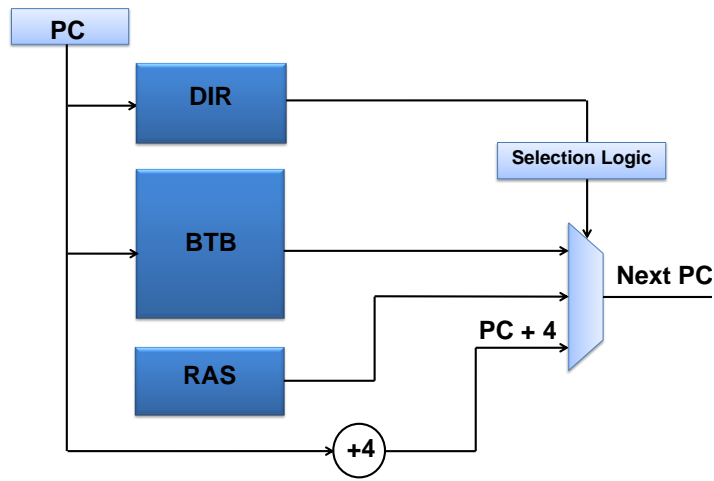 PC
DIR
Selection Logic
BTB
Next PC
PC + 4
RAS
+4